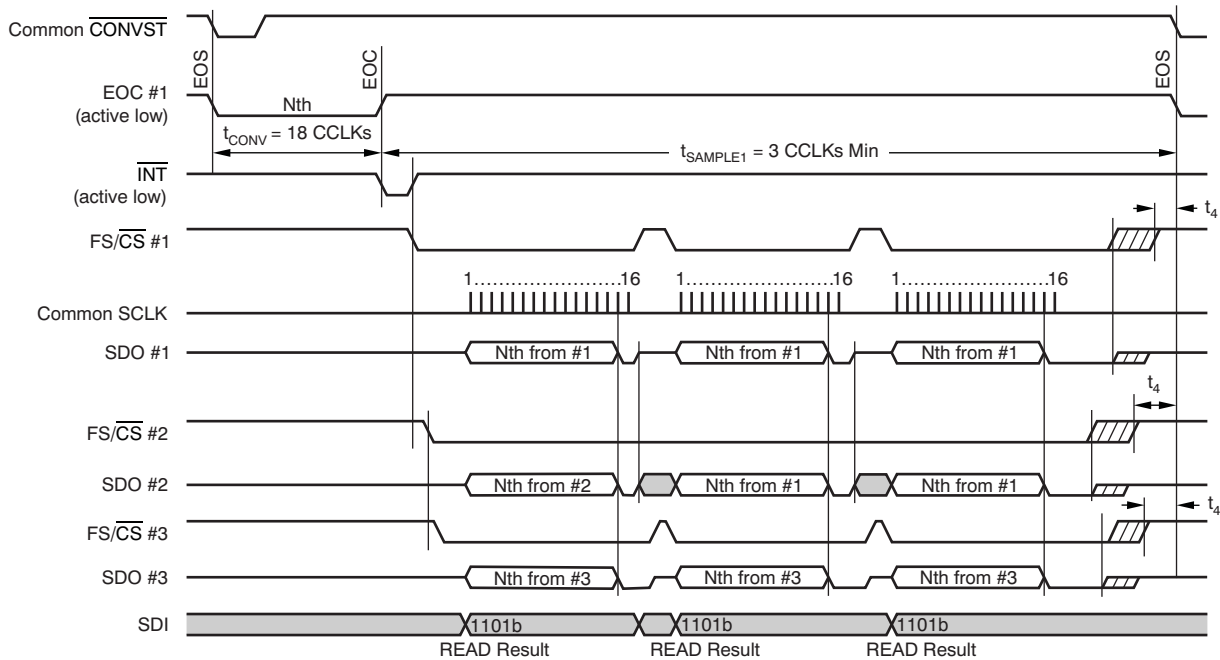 Common CONVST
EOS
EOC
EOS
EOC #1
(active low)
Nth
tCONV = 18 CCLKs
tSAMPLE1 = 3 CCLKs Min
INT
(active low)
t4
FS/CS #1
1........................16
1........................16
1........................16
Common SCLK
SDO #1
Nth from #1
Nth from #1
Nth from #1
t4
FS/CS #2
SDO #2
Nth from #2
Nth from #1
Nth from #1
t4
FS/CS #3
SDO #3
Nth from #3
Nth from #3
Nth from #3
SDI
1101b
1101b
1101b
READ Result
READ Result
READ Result